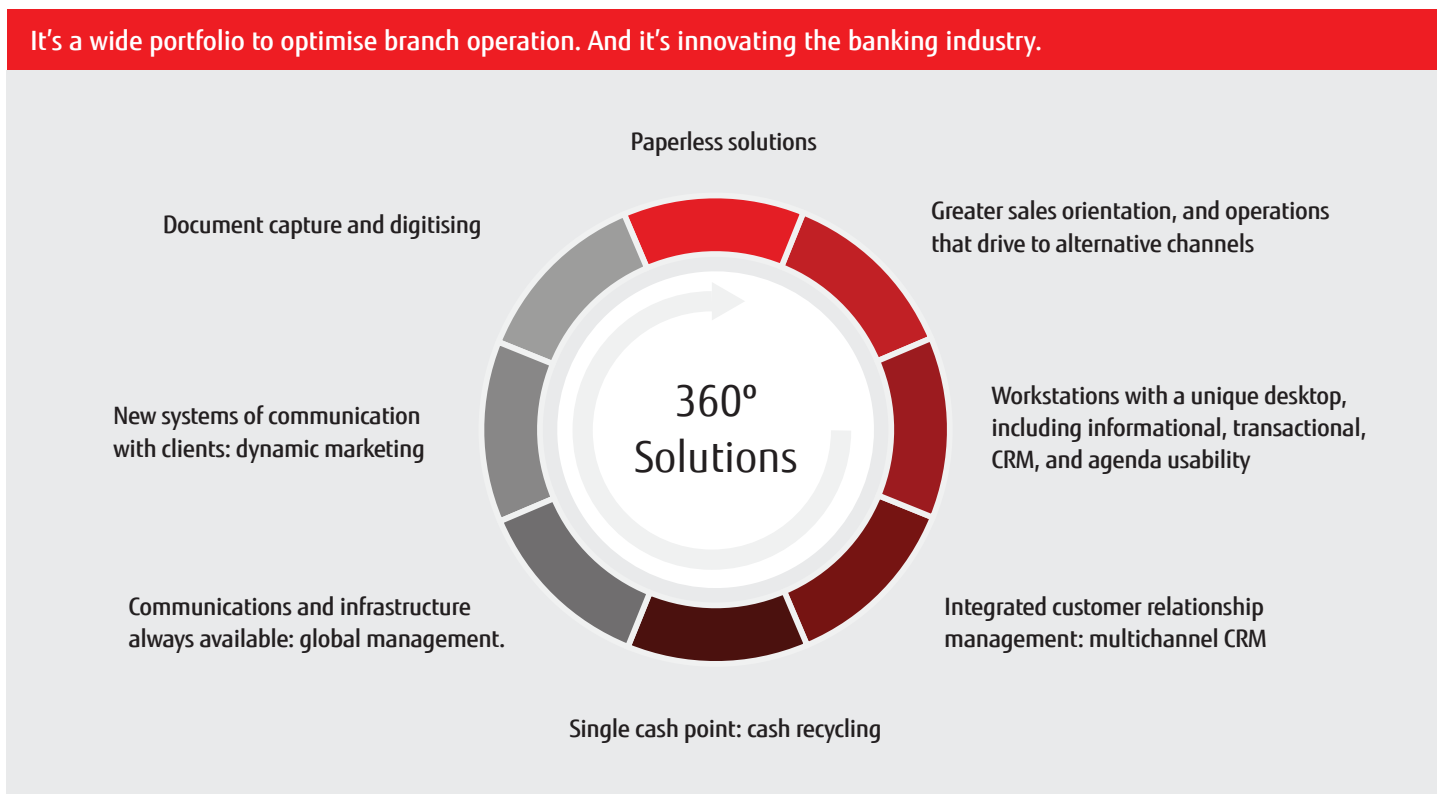 It's a wide portfolio to optimise branch operation. And it's innovating the banking industry.
Paperless solutions
Greater sales orientation, and operations
that drive to alternative channels
Workstations with a unique desktop,
including informational, transactional,
CRM, and agenda usability
Integrated customer relationship
management: multichannel CRM
Single cash point: cash recycling
Communications and infrastructure
always available: global management.
New systems of communication
with clients: dynamic marketing
Document capture and digitising
360º
Solutions